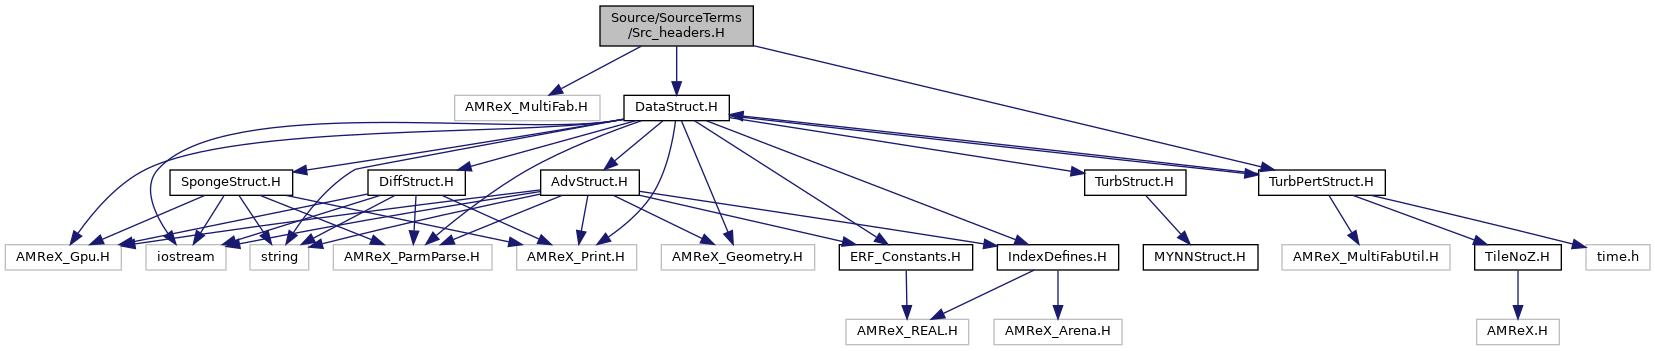 Source/SourceTerms
/Src_headers.H
AMReX_MultiFab.H
DataStruct.H
SpongeStruct.H
DiffStruct.H
AdvStruct.H
TurbStruct.H
TurbPertStruct.H
AMReX_Gpu.H
iostream
string
AMReX_ParmParse.H
AMReX_Print.H
AMReX_Geometry.H
ERF_Constants.H
IndexDefines.H
MYNNStruct.H
AMReX_MultiFabUtil.H
TileNoZ.H
time.h
AMReX_REAL.H
AMReX_Arena.H
AMReX.H